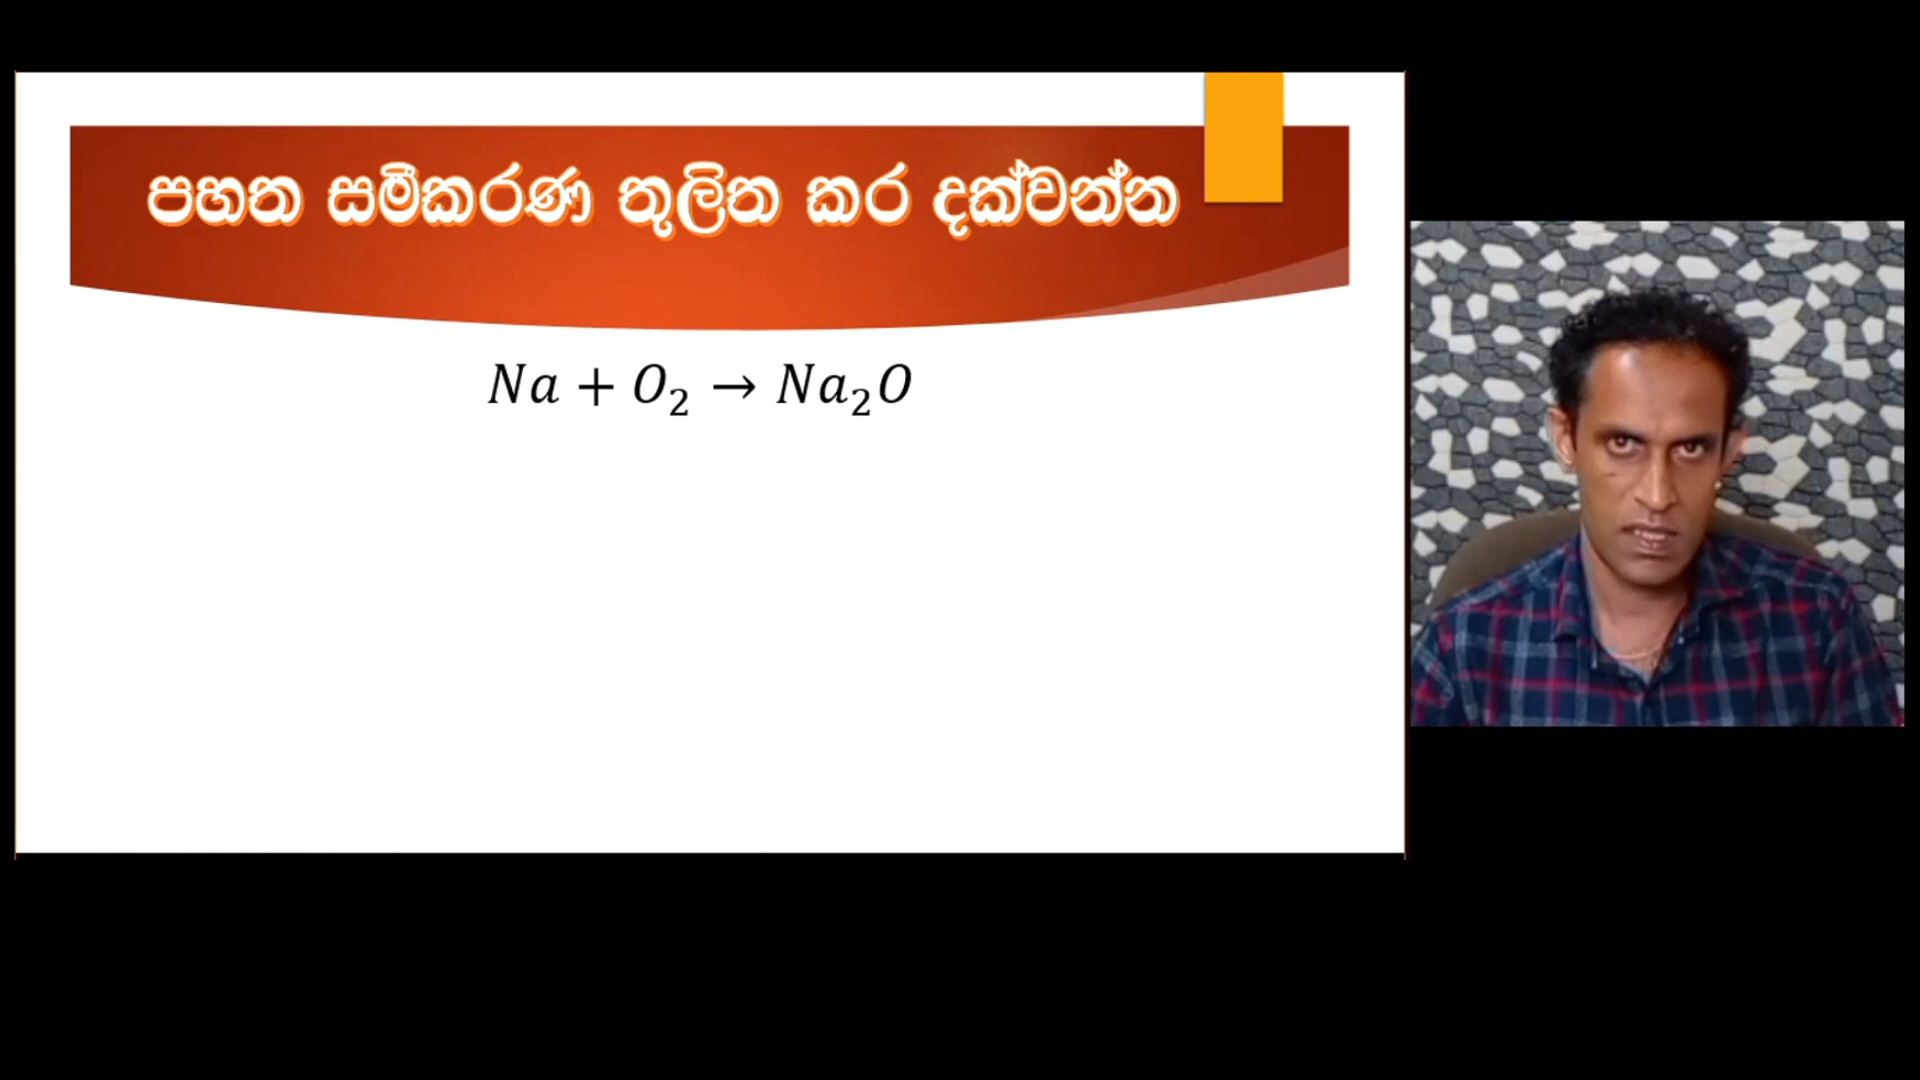 පහත සමීකරණ තුලිත කර දක්වන්න
Na + O₂ → Na₂O